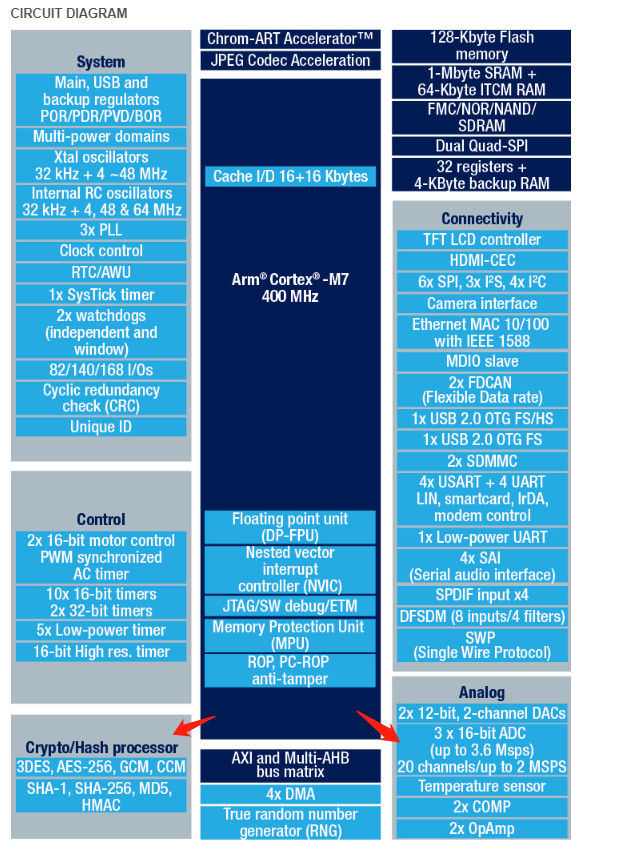 CIRCUIT DIAGRAM
System
Main, USB and
backup regulators
POR/PDR/PVD/BOR
Multi-power domains
Xtal oscillators
32 kHz + 4 ~48 MHz
Internal RC oscillators
32 kHz + 4, 48 & 64 MHz
3x PLL
Clock control
RTC/AWU
1x SysTick timer
2x watchdogs
(independent and
window)
82/140/168 I/Os
Cyclic redundancy
check (CRC)
Unique ID
Control
2x 16-bit motor control
PWM synchronized
AC timer
10x 16-bit timers
2x 32-bit timers
5x Low-power timer
16-bit High res. timer
Crypto/Hash processor
3DES, AES-256, GCM, CCM
SHA-1, SHA-256, MD5,
HMAC
Chrom-ART Accelerator™
JPEG Codec Acceleration
Cache I/D 16+16 Kbytes
Arm® Cortex® -M7
400 MHz
Floating point unit
(DP-FPU)
Nested vector
interrupt
controller (NVIC)
JTAG/SW debug/ETM
Memory Protection Unit
(MPU)
ROP, PC-ROP
anti-tamper
AXI and Multi-AHB
bus matrix
4x DMA
True random number
generator (RNG)
128-Kbyte Flash
memory
1-Mbyte SRAM +
64-Kbyte ITCM RAM
FMC/NOR/NAND/
SDRAM
Dual Quad-SPI
32 registers +
4-KByte backup RAM
Connectivity
TFT LCD controller
HDMI-CEC
6x SPI, 3x I²S, 4x I²C
Camera interface
Ethernet MAC 10/100
with IEEE 1588
MDIO slave
2x FDCAN
(Flexible Data rate)
1x USB 2.0 OTG FS/HS
1x USB 2.0 OTG FS
2x SDMMC
4x USART + 4 UART
LIN, smartcard, IrDA,
modem control
1x Low-power UART
4x SAI
(Serial audio interface)
SPDIF input x4
DFSDM (8 inputs/4 filters)
SWP
(Single Wire Protocol)
Analog
2x 12-bit, 2-channel DACs
3 x 16-bit ADC
(up to 3.6 Msps)
20 channels/up to 2 MSPS
Temperature sensor
2x COMP
2x OpAmp